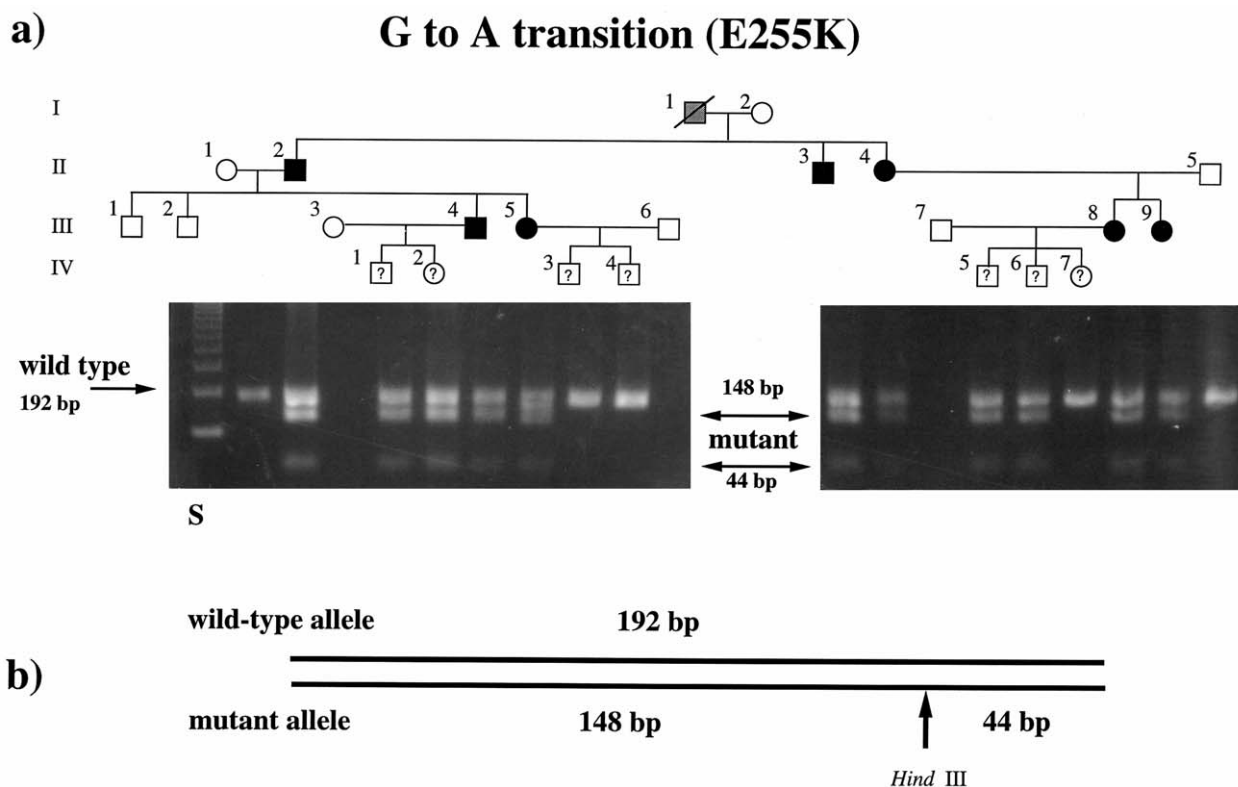 a)
G to A transition (E255K)
I
1 2
II
1 2 3 4 5
III
1 2 3 4 5 6 7 8 9
IV
1 2 3 4 5 6 7
? ? ? ? ? ? ?
wild type
192 bp
148 bp
mutant
44 bp
S
wild-type allele 192 bp
b)
mutant allele 148 bp 44 bp
Hind III